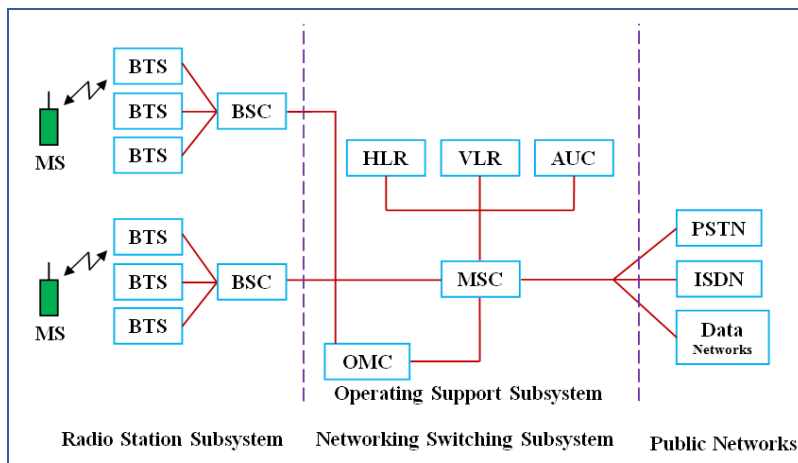 BTS
BTS
BTS
BSC
MS
HLR
VLR
AUC
BTS
BTS
BTS
BSC
MS
MSC
PSTN
ISDN
Data
Networks
OMC
Operating Support Subsystem
Radio Station Subsystem
Networking Switching Subsystem
Public Networks